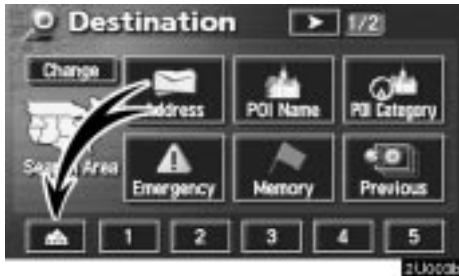 Destination 1/2
Change
Address POI Name POI Category
Search Area
Emergency Memory Previous
1 2 3 4 5